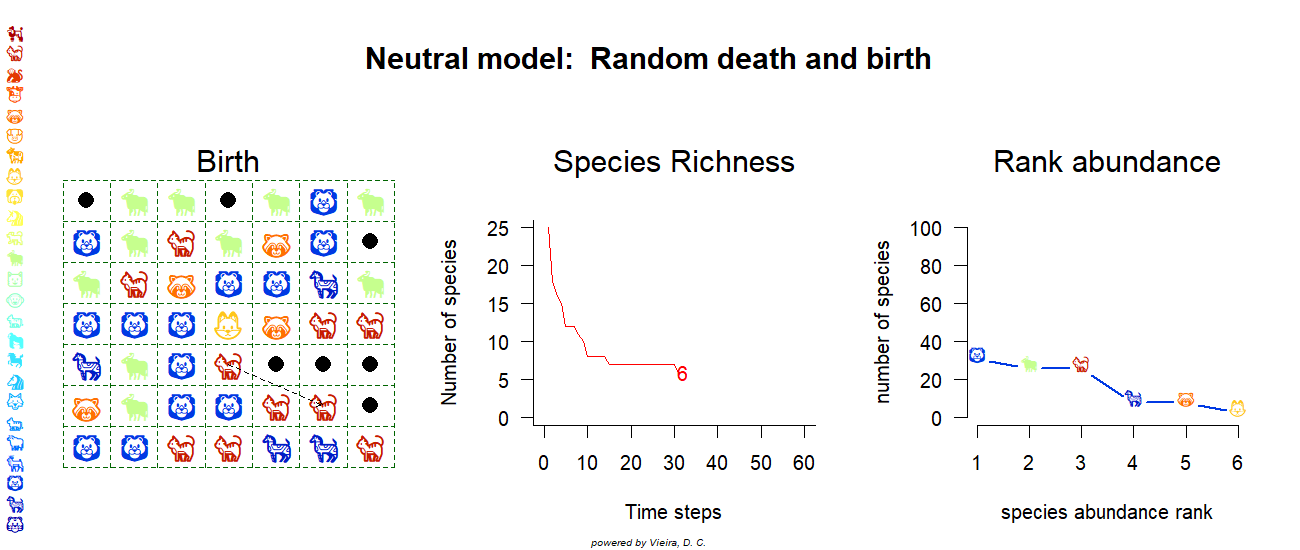 Neutral model:  Random death and birth
Birth
Species Richness
Rank abundance
Number of species
25
20
15
10
5
0
6
0 10 20 30 40 50 60
Time steps
number of species
100
80
60
40
20
0
1 2 3 4 5 6
species abundance rank
powered by Vieira, D. C.